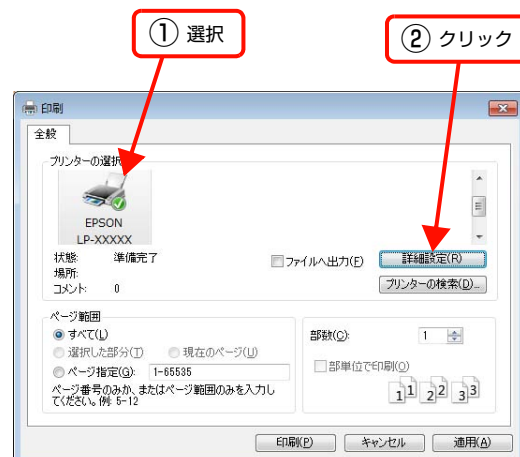 ① 選択
② クリック
印刷
全般
プリンターの選択
EPSON
LP-XXXXX
状態: 準備完了
場所:
コメント: 0
ファイルへ出力(F)
詳細設定(R)
プリンターの検索(D)...
ページ範囲
すべて(L)
選択した部分(T) 現在のページ(U)
ページ指定(G): 1-65535
ページ番号のみか、またはページ範囲のみを入力し
てください。例: 5-12
部数(C): 1
部単位で印刷(O)
11 22 33
印刷(P) キャンセル 適用(A)